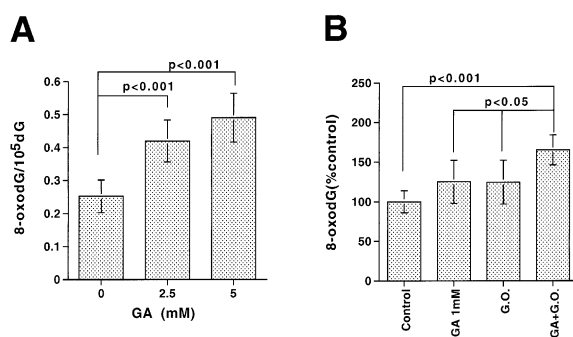 A
p<0.001
p<0.001
8-oxodG/10⁵dG
0.6
0.5
0.4
0.3
0.2
0.1
0
0
2.5
5
GA (mM)
B
p<0.001
p<0.05
8-oxodG(%control)
250
200
150
100
50
0
Control
GA 1mM
G.O.
GA+G.O.